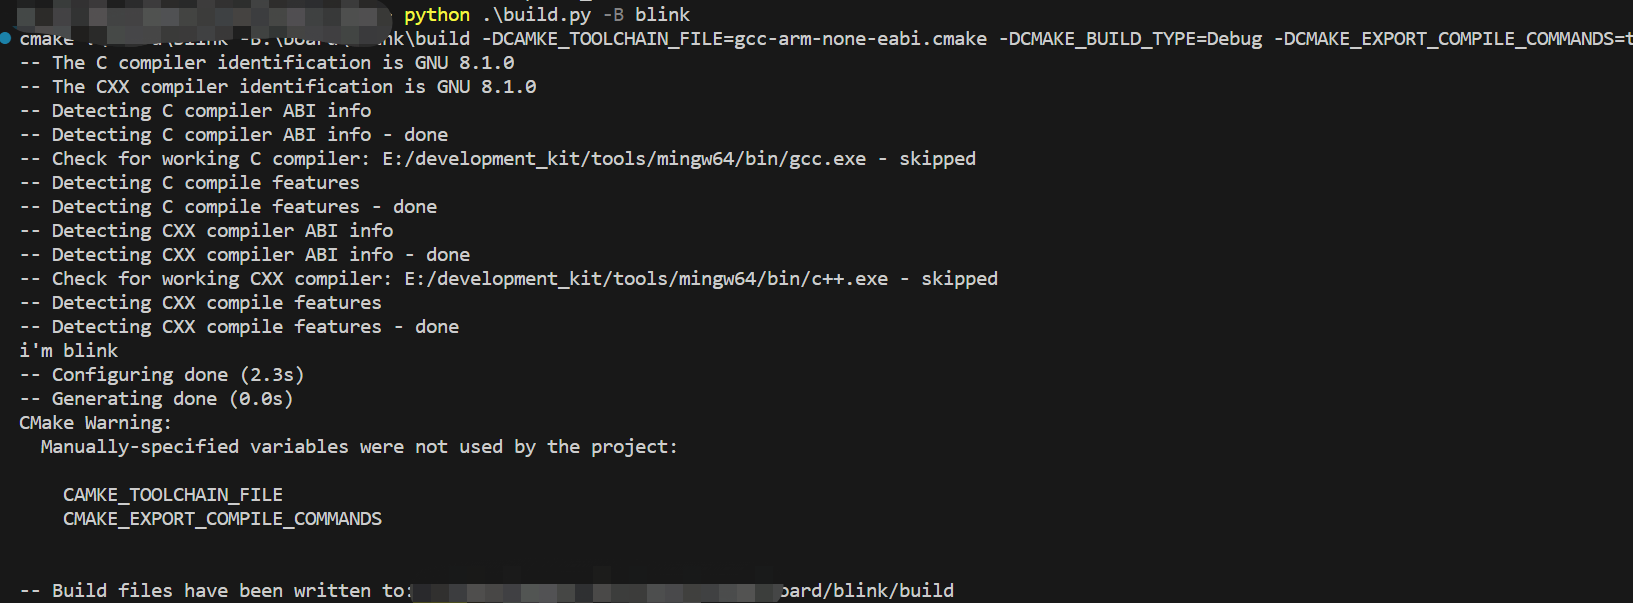 python .\build.py -B blink
cmake \blink -B.\board\ nk\build -DCAMKE_TOOLCHAIN_FILE=gcc-arm-none-eabi.cmake -DCMAKE_BUILD_TYPE=Debug -DCMAKE_EXPORT_COMPILE_COMMANDS=t
-- The C compiler identification is GNU 8.1.0
-- The CXX compiler identification is GNU 8.1.0
-- Detecting C compiler ABI info
-- Detecting C compiler ABI info - done
-- Check for working C compiler: E:/development_kit/tools/mingw64/bin/gcc.exe - skipped
-- Detecting C compile features
-- Detecting C compile features - done
-- Detecting CXX compiler ABI info
-- Detecting CXX compiler ABI info - done
-- Check for working CXX compiler: E:/development_kit/tools/mingw64/bin/c++.exe - skipped
-- Detecting CXX compile features
-- Detecting CXX compile features - done
i'm blink
-- Configuring done (2.3s)
-- Generating done (0.0s)
CMake Warning:
Manually-specified variables were not used by the project:
CAMKE_TOOLCHAIN_FILE
CMAKE_EXPORT_COMPILE_COMMANDS
-- Build files have been written to: oard/blink/build